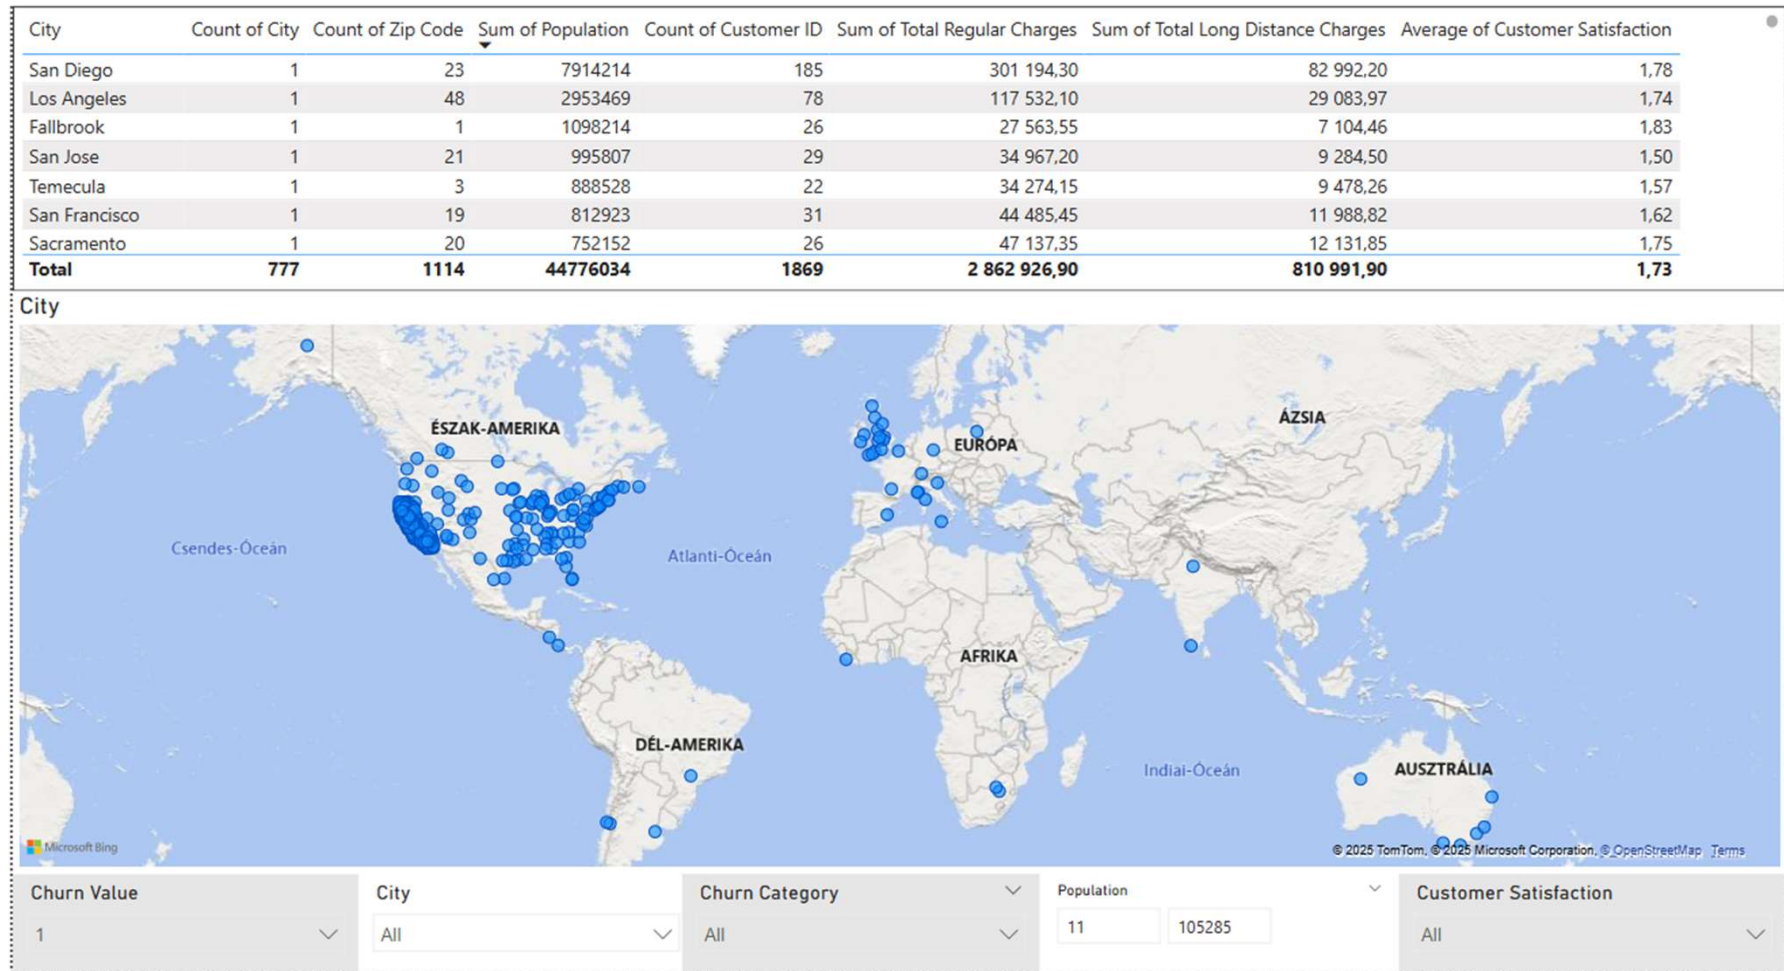 City Count of City Count of Zip Code Sum of Population Count of Customer ID Sum of Total Regular Charges Sum of Total Long Distance Charges Average of Customer Satisfaction
San Diego 1 23 7914214 185 301 194,30 82 992,20 1,78
Los Angeles 1 48 2953469 78 117 532,10 29 083,97 1,74
Fallbrook 1 1 1098214 26 27 563,55 7 104,46 1,83
San Jose 1 21 995807 29 34 967,20 9 284,50 1,50
Temecula 1 3 888528 22 34 274,15 9 478,26 1,57
San Francisco 1 19 812923 31 44 485,45 11 988,82 1,62
Sacramento 1 20 752152 26 47 137,35 12 131,85 1,75
Total 777 1114 44776034 1869 2 862 926,90 810 991,90 1,73
City
ÁZSIA
ÉSZAK-AMERIKA
EURÓPA
Csendes-Óceán
Atlanti-Óceán
AFRIKA
DÉL-AMERIKA
Indiai-Óceán
AUSZTRÁLIA
Microsoft Bing
© 2025 TomTom, © 2025 Microsoft Corporation, © OpenStreetMap Terms
Churn Value City Churn Category Population Customer Satisfaction
1 All All 11 105285 All